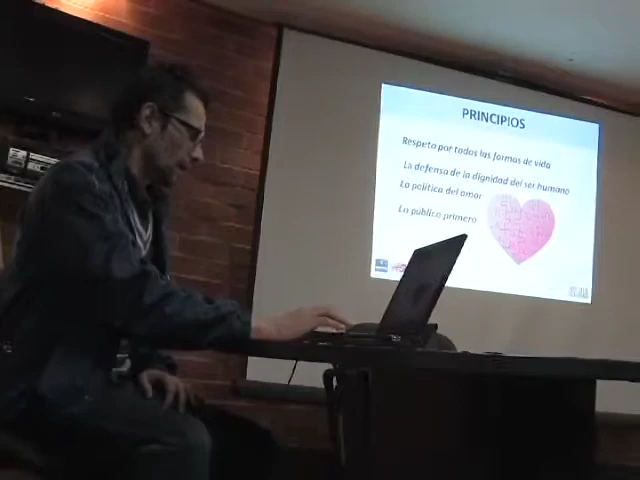 PRINCIPIOS
Respeto por todas las formas de vida
La defensa de la dignidad del ser humano
La política del amor
Lo público primero